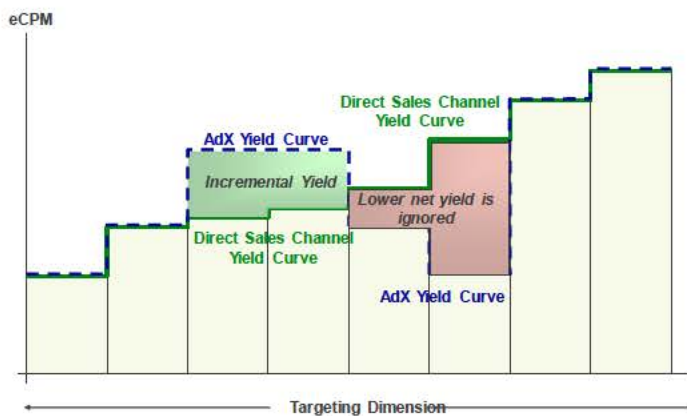 eCPM
Direct Sales Channel
Yield Curve
AdX Yield Curve
Incremental Yield
Lower net yield is
ignored
Direct Sales Channel
Yield Curve
AdX Yield Curve
Targeting Dimension